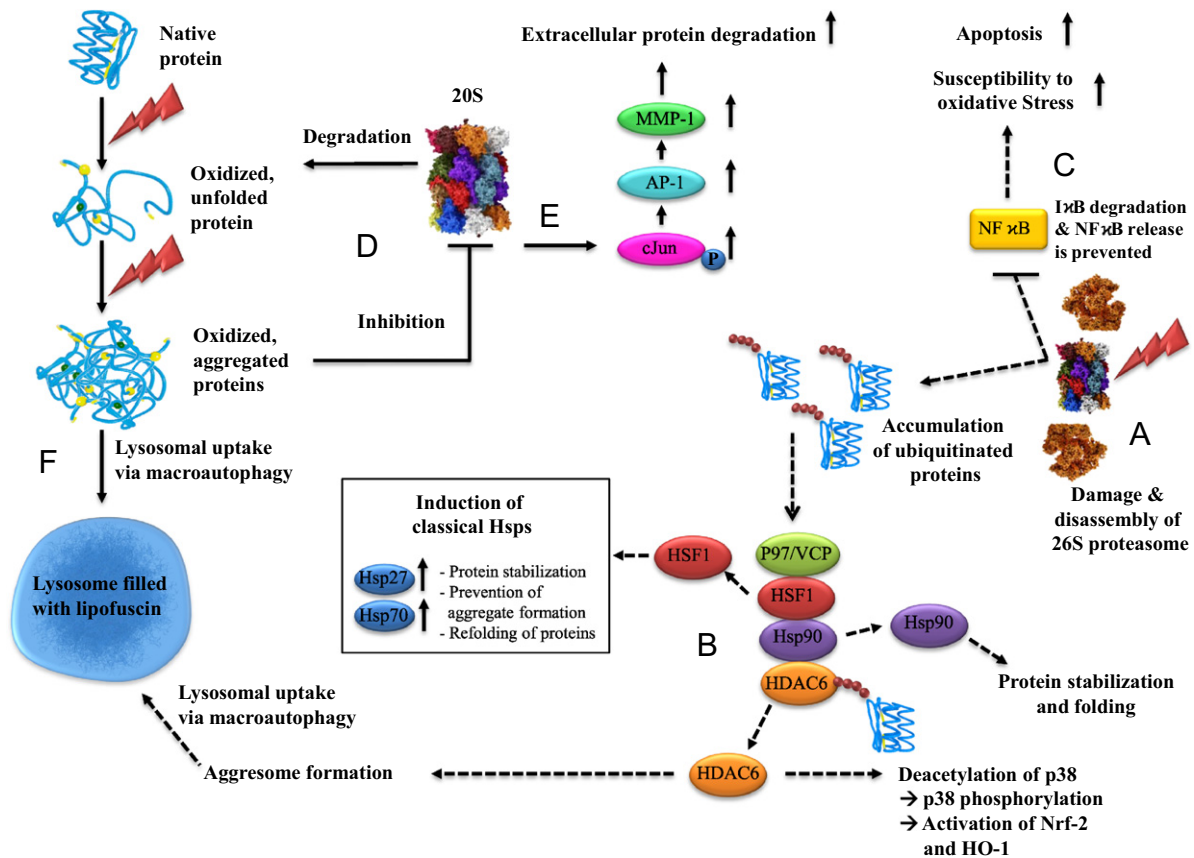 Native
protein
Oxidized,
unfolded
protein
Oxidized,
aggregated
proteins
F
Lysosomal uptake
via macroautophagy
Lysosome filled
with lipofuscin
Lysosomal uptake
via macroautophagy
Aggresome formation
Degradation
20S
D
Inhibition
E
Extracellular protein degradation
MMP-1
AP-1
cJun
P
Apoptosis
Susceptibility to
oxidative Stress
C
NF ϰB
IϰB degradation
& NFϰB release
is prevented
A
Damage &
disassembly of
26S proteasome
Accumulation
of ubiquitinated
proteins
Induction of
classical Hsps
Hsp27
Hsp70
- Protein stabilization
- Prevention of
aggregate formation
- Refolding of proteins
HSF1
P97/VCP
HSF1
B
Hsp90
HDAC6
Hsp90
Protein stabilization
and folding
HDAC6
Deacetylation of p38
→ p38 phosphorylation
→ Activation of Nrf-2
and HO-1